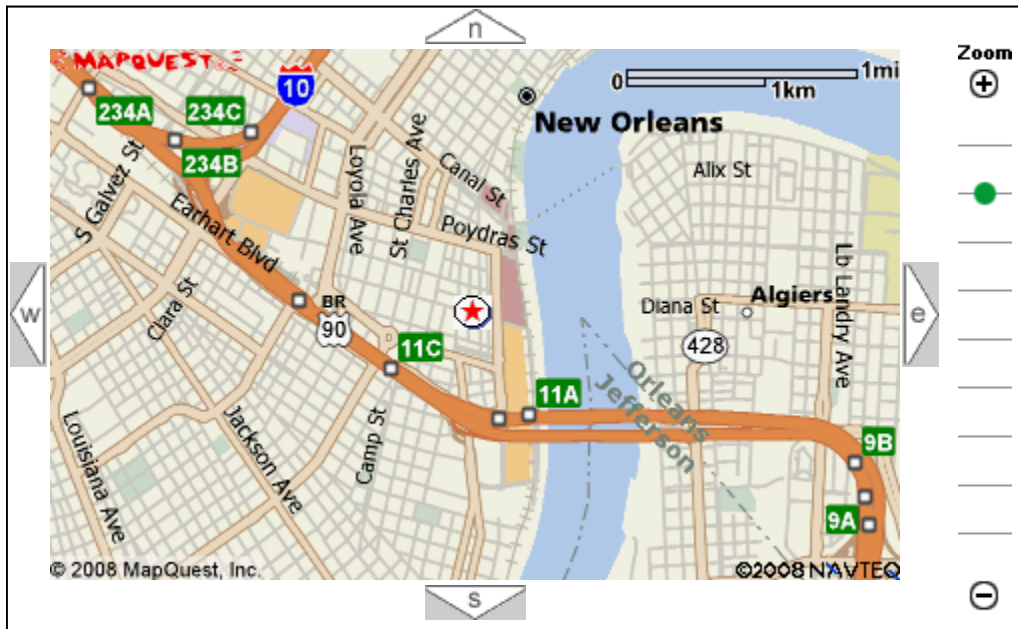 n
Zoom
MAPQUEST
10
0
1mi
1km
234A
234C
234B
New Orleans
S Galvez St
Loyola Ave
St Charles Ave
Canal St
Alix St
Earhart Blvd
Poydras St
Lb Landry Ave
w
e
Clara St
BR
90
Diana St
Algiers
428
11C
11A
Orleans
Jefferson
Louisiana Ave
Jackson Ave
Camp St
9B
9A
© 2008 MapQuest, Inc.
©2008 NAVTEQ
s